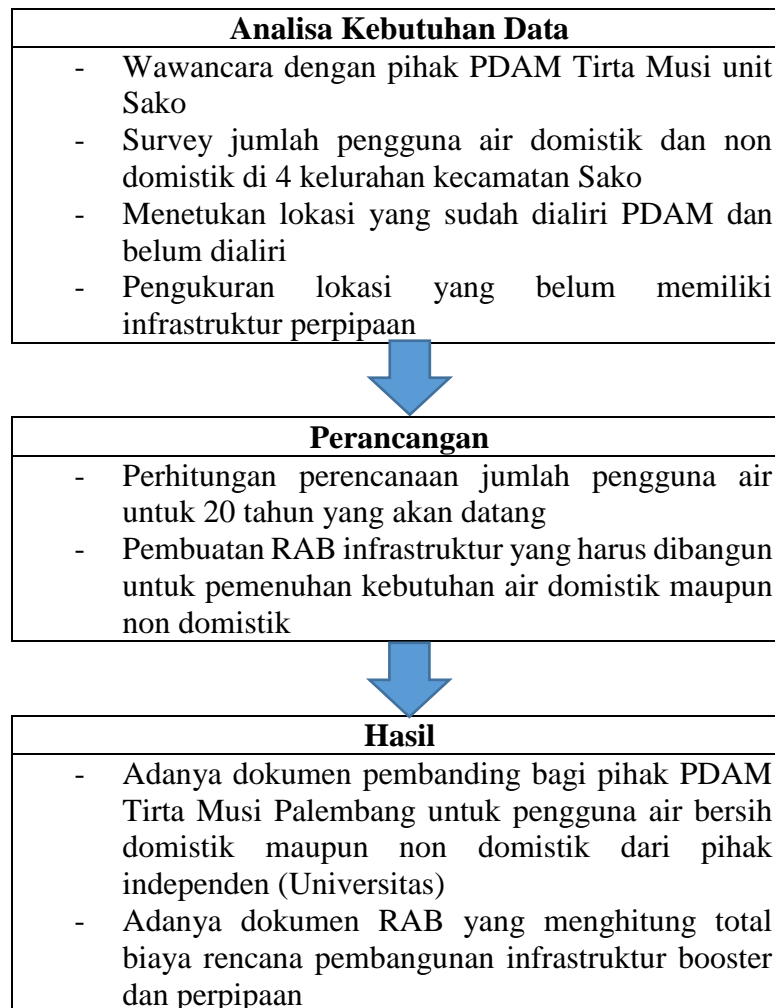 Analisa Kebutuhan Data
- Wawancara dengan pihak PDAM Tirta Musi unit
Sako
- Survey jumlah pengguna air domistik dan non
domistik di 4 kelurahan kecamatan Sako
- Menetukan lokasi yang sudah dialiri PDAM dan
belum dialiri
- Pengukuran lokasi yang belum memiliki
infrastruktur perpipaan
Perancangan
- Perhitungan perencanaan jumlah pengguna air
untuk 20 tahun yang akan datang
- Pembuatan RAB infrastruktur yang harus dibangun
untuk pemenuhan kebutuhan air domistik maupun
non domistik
Hasil
- Adanya dokumen pembanding bagi pihak PDAM
Tirta Musi Palembang untuk pengguna air bersih
domistik maupun non domistik dari pihak
independen (Universitas)
- Adanya dokumen RAB yang menghitung total
biaya rencana pembangunan infrastruktur booster
dan perpipaan